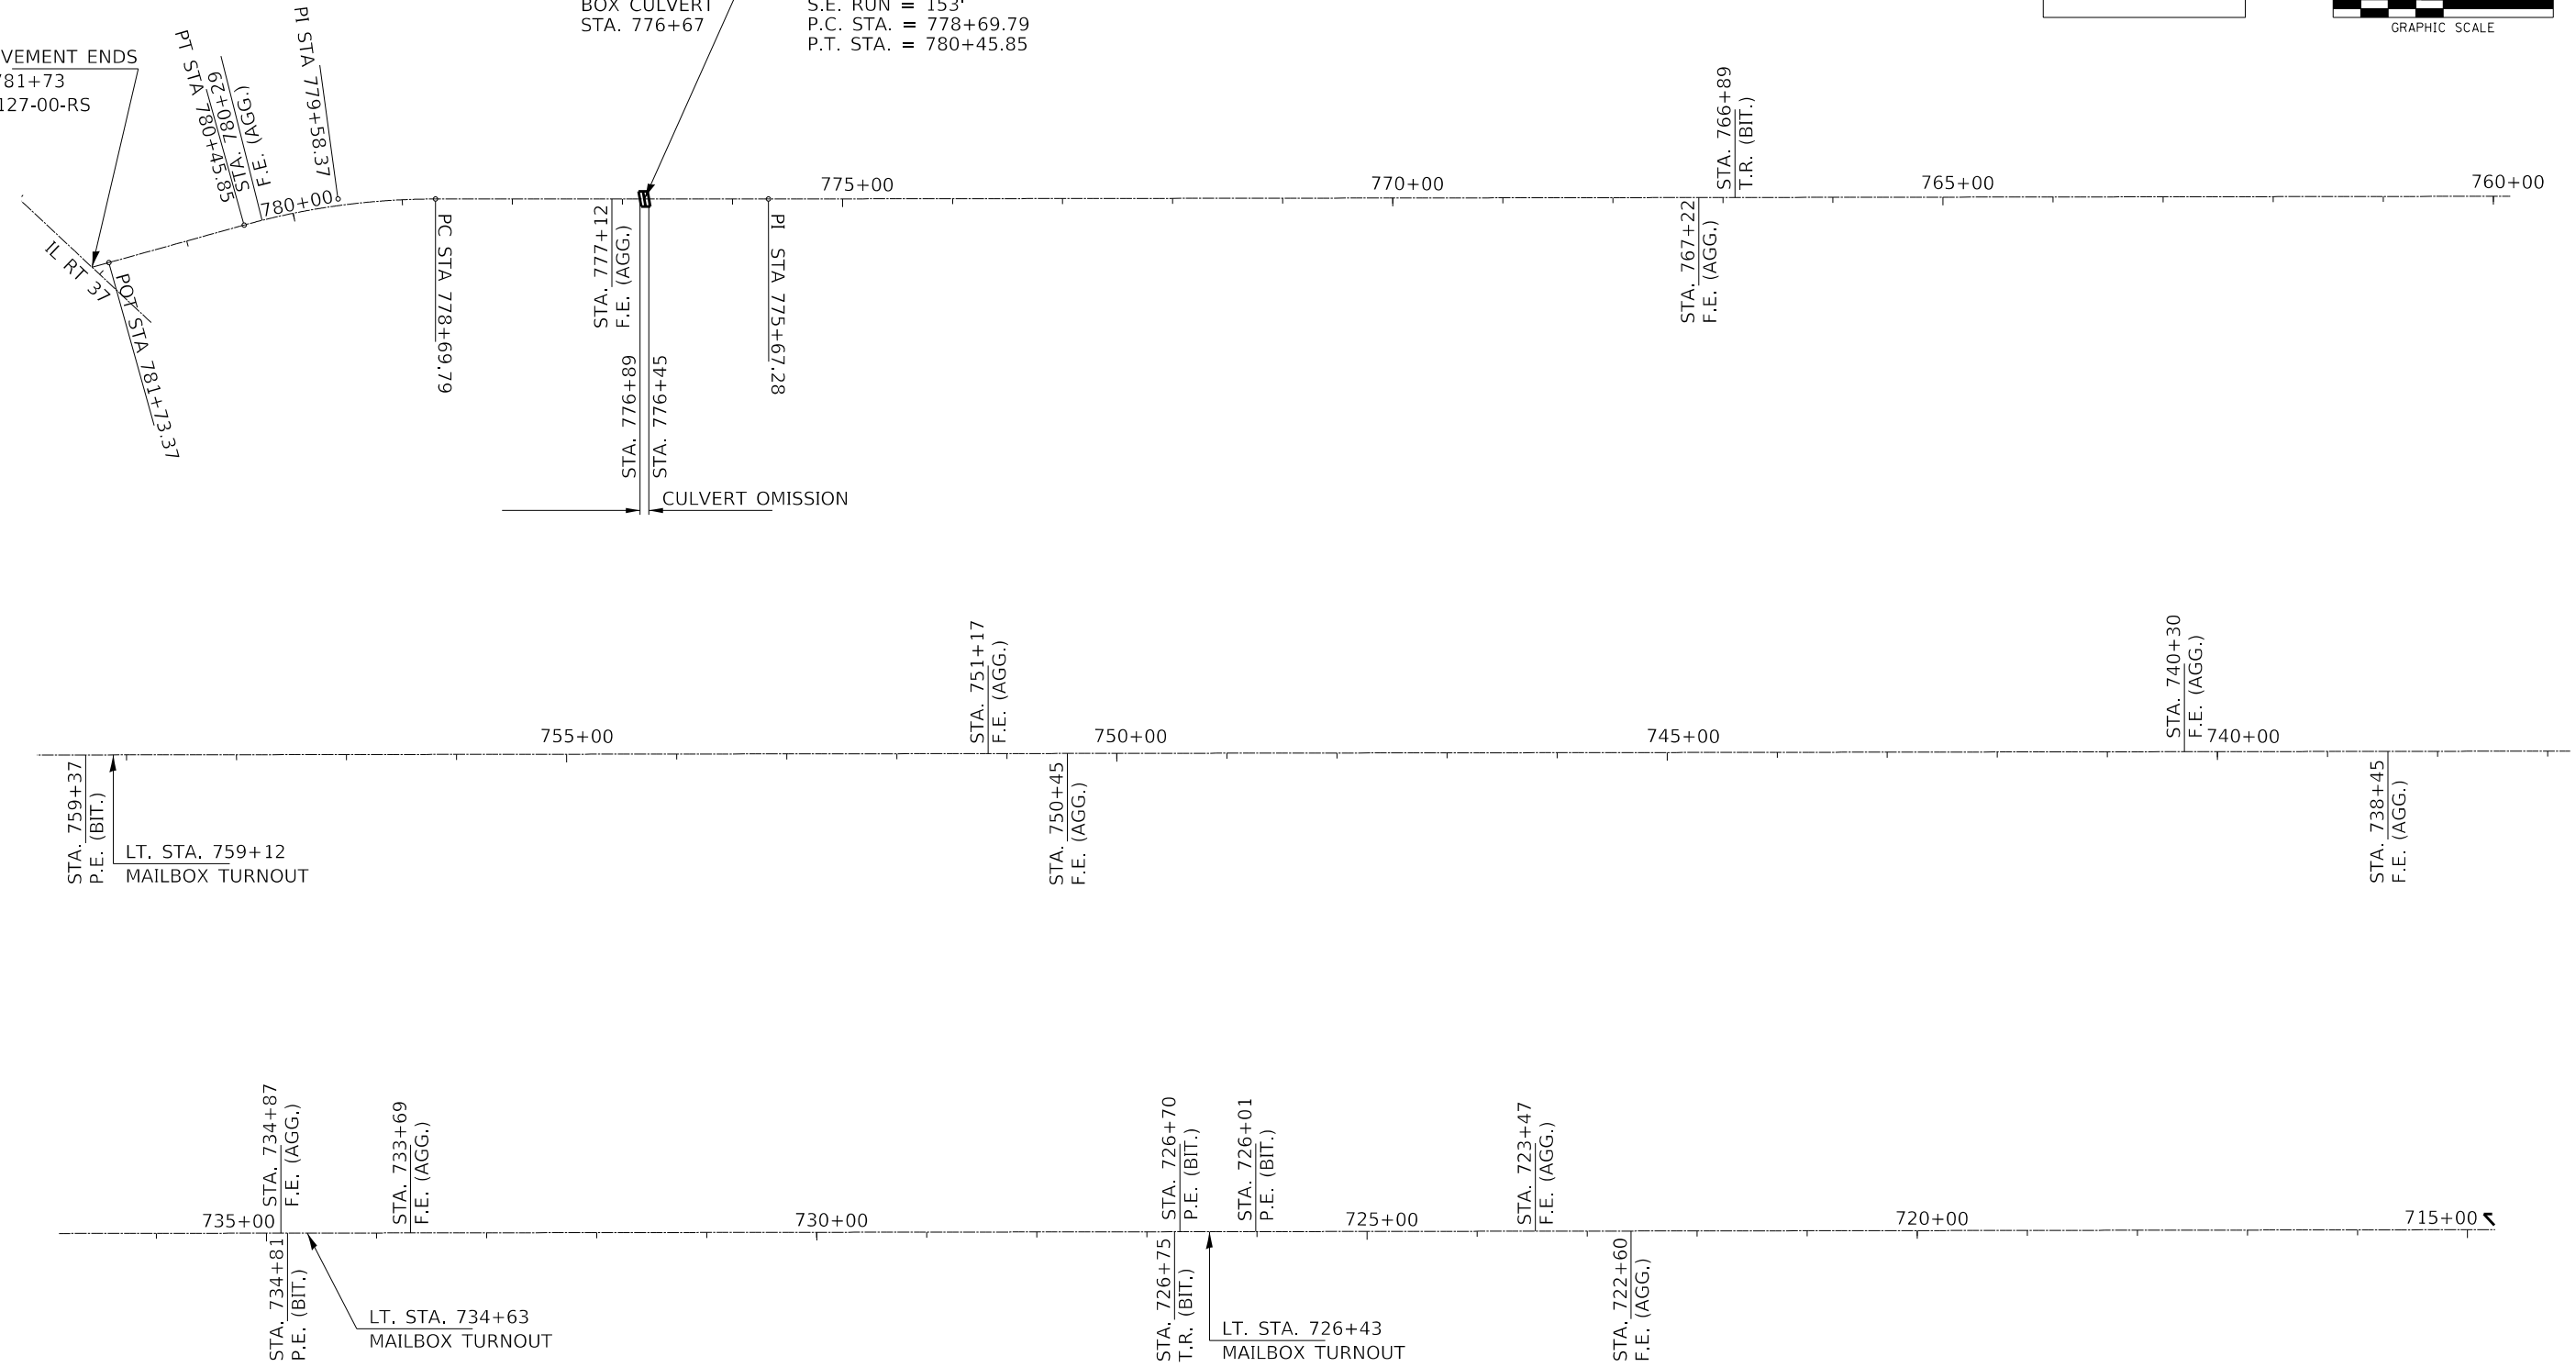 BOX CULVERT
STA. 776+67
S.E. RUN = 153'
P.C. STA. = 778+69.79
P.T. STA. = 780+45.85
GRAPHIC SCALE
VEMENT ENDS
781+73
127-00-RS
PT STA 780+45.85
STA. 780+29
F.E. (AGG.)
PI STA 779+58.37
780+00
IL RT 37
POT STA 781+73.37
PC STA 778+69.79
STA. 777+12
F.E. (AGG.)
STA. 776+89
STA. 776+45
CULVERT OMISSION
PI STA 775+67.28
775+00
770+00
STA. 767+22
F.E. (AGG.)
STA. 766+89
T.R. (BIT.)
765+00
760+00
STA. 759+37
P.E. (BIT.)
LT. STA. 759+12
MAILBOX TURNOUT
755+00
STA. 751+17
F.E. (AGG.)
STA. 750+45
F.E. (AGG.)
750+00
745+00
STA. 740+30
F.E. (AGG.)
740+00
STA. 738+45
F.E. (AGG.)
735+00
STA. 734+87
F.E. (AGG.)
STA. 734+81
P.E. (BIT.)
LT. STA. 734+63
MAILBOX TURNOUT
STA. 733+69
F.E. (AGG.)
730+00
STA. 726+70
P.E. (BIT.)
STA. 726+75
T.R. (BIT.)
LT. STA. 726+43
MAILBOX TURNOUT
STA. 726+01
P.E. (BIT.)
725+00
STA. 723+47
F.E. (AGG.)
STA. 722+60
F.E. (AGG.)
720+00
715+00